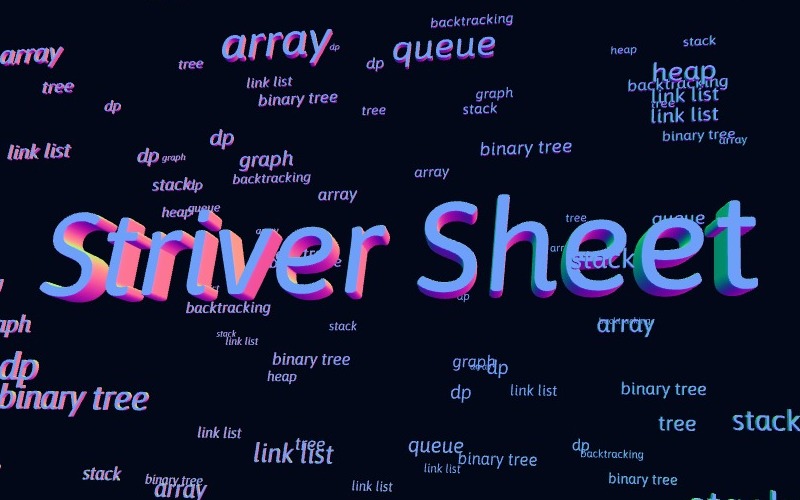 backtracking
array
dp
queue
stack
heap
array
tree
dp
link list
heap
tree
binary tree
backtracking
link list
tree
link list
graph
stack
tree
dp
dp
binary tree
array
binary tree
link list
dp
graph
graph
array
backtracking
stack
dp
array
heap
queue
tree
queue
Striver Sheet
stack
dp
backtracking
aph
stack
array
stack
link list
binary tree
heap
graph
dp
dp
binary tree
dp
link list
binary tree
tree
stack
link list
tree
link list
queue
dp
binary tree
backtracking
link list
stack
binary tree
array
link list
binary tree